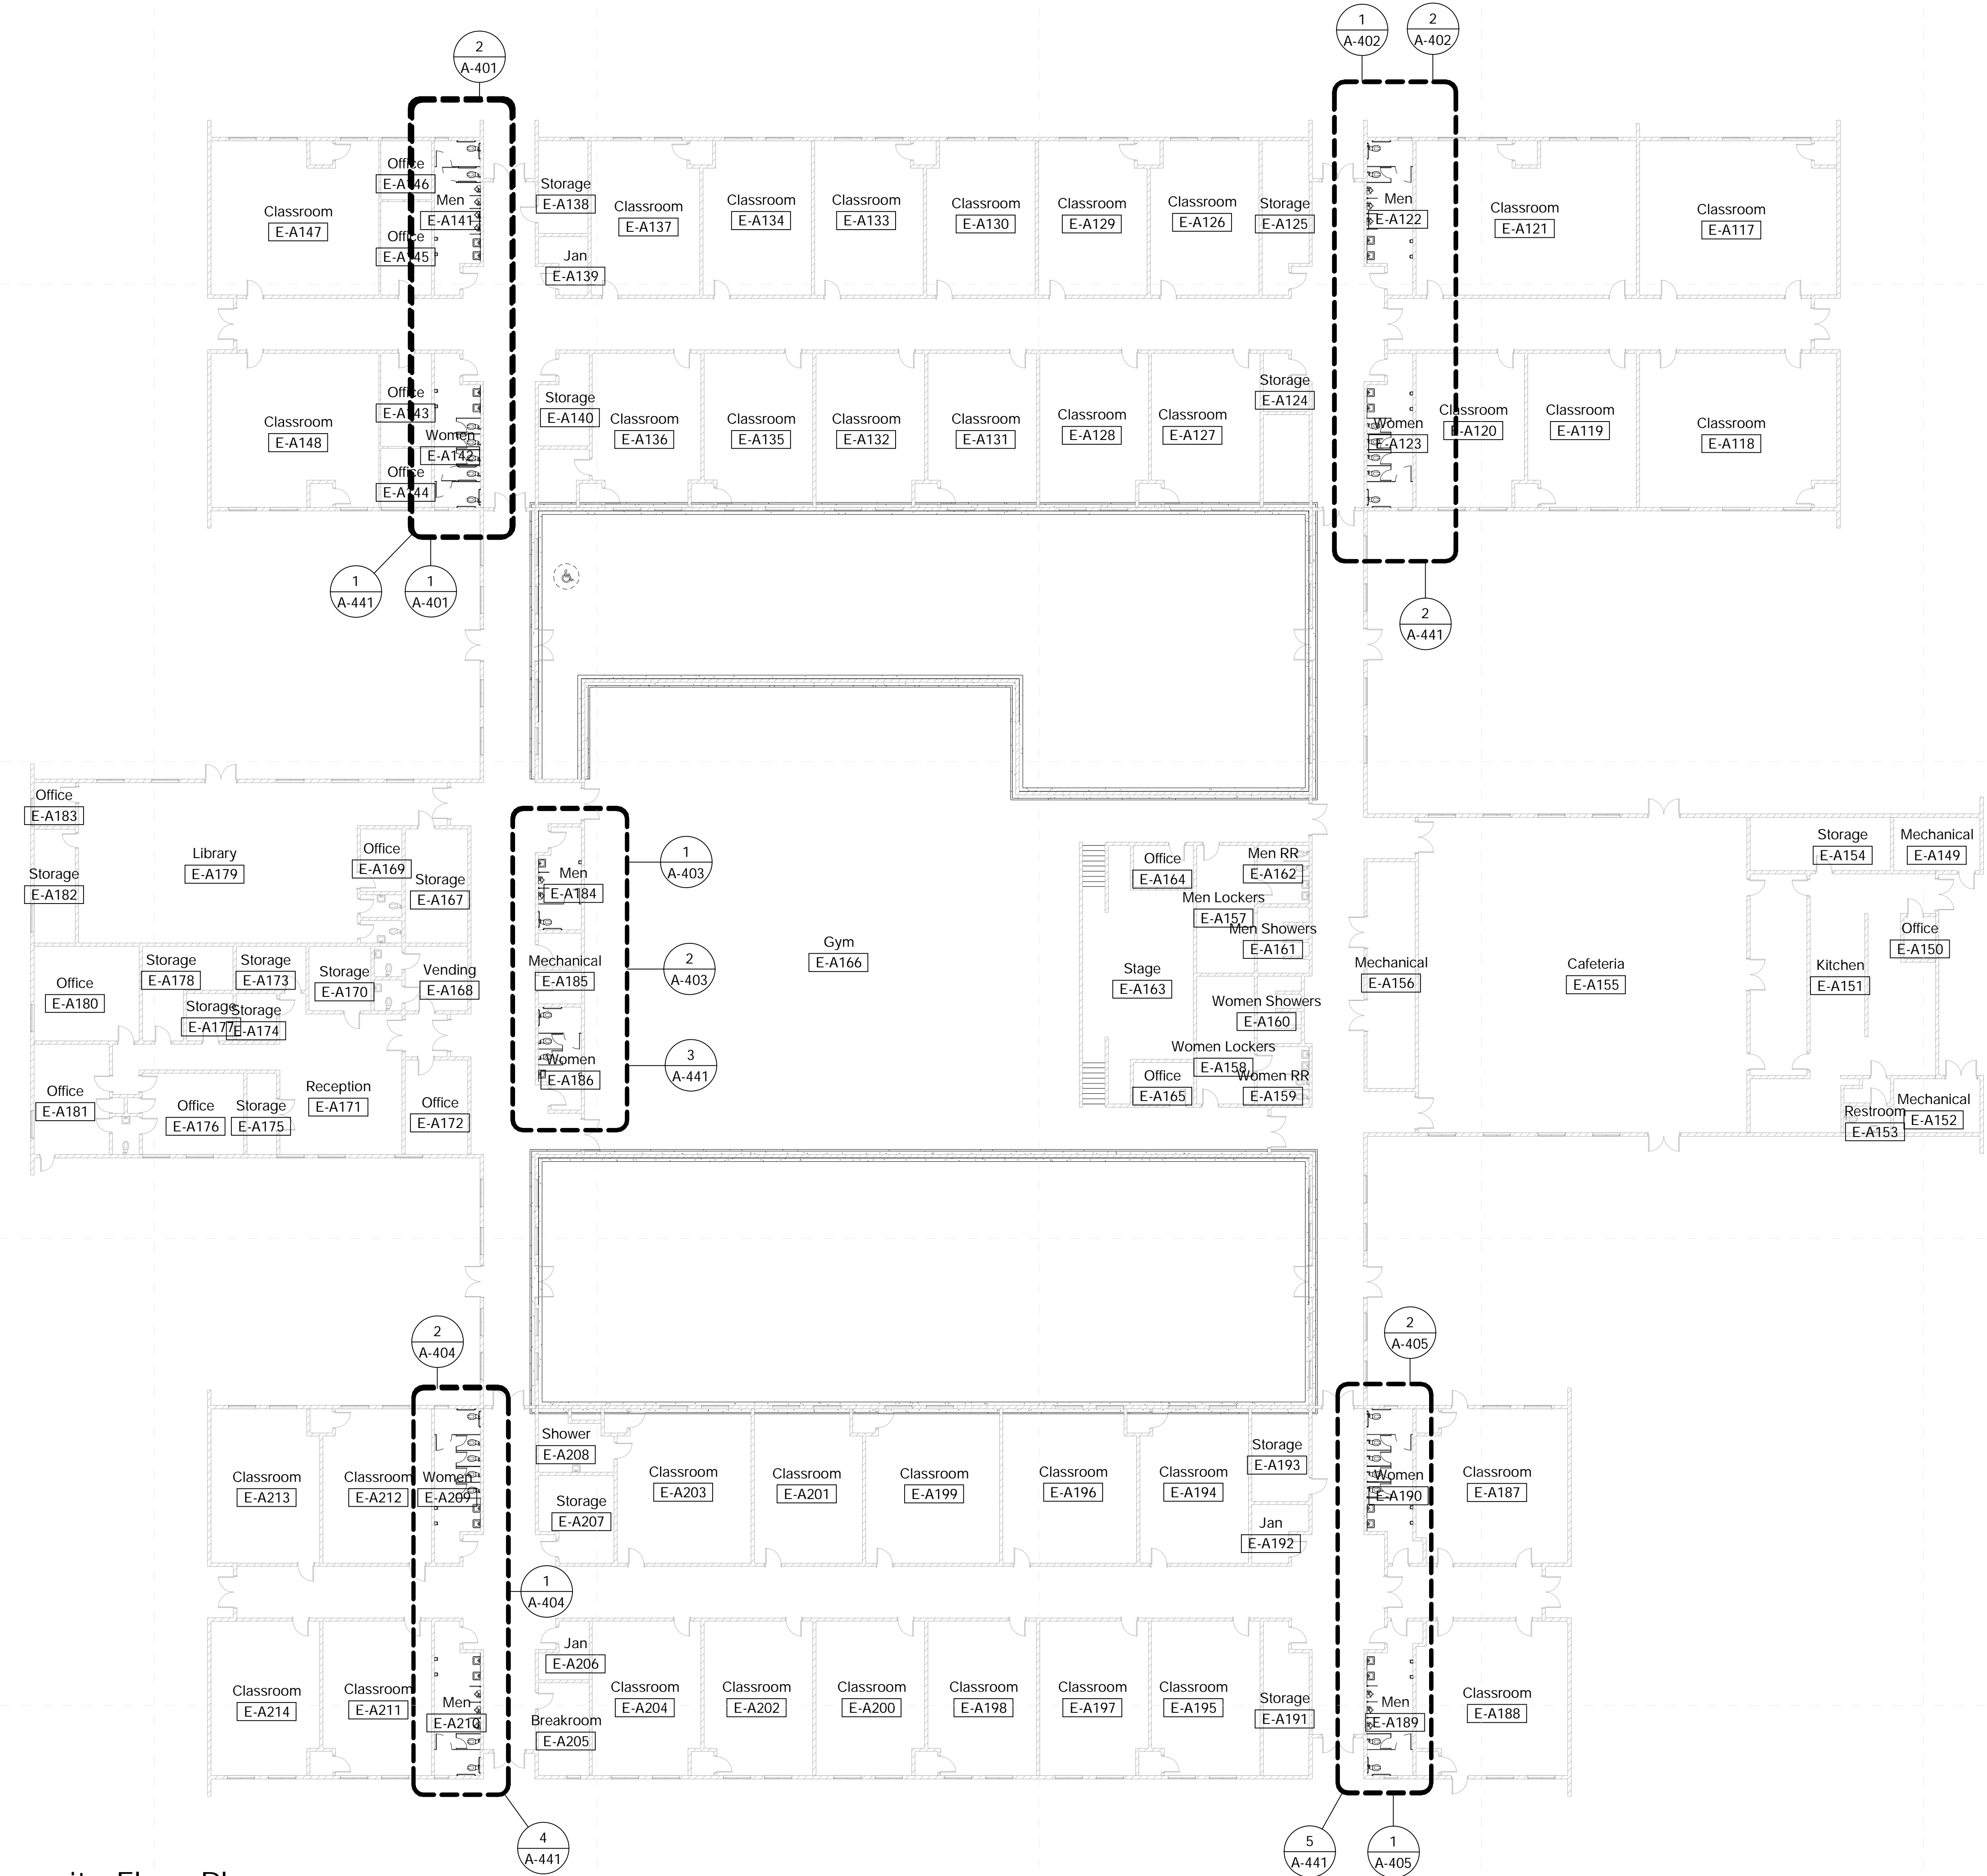 2
A-401
1
A-402
2
A-402
Office
E-A146
Men
E-A141
Office
E-A145
Classroom
E-A147
Storage
E-A138
Jan
E-A139
Classroom
E-A137
Classroom
E-A134
Classroom
E-A133
Classroom
E-A130
Classroom
E-A129
Classroom
E-A126
Storage
E-A125
Men
E-A122
Classroom
E-A121
Classroom
E-A117
Classroom
E-A148
Office
E-A143
Women
E-A142
Office
E-A144
Storage
E-A140
Classroom
E-A136
Classroom
E-A135
Classroom
E-A132
Classroom
E-A131
Classroom
E-A128
Classroom
E-A127
Storage
E-A124
Women
E-A123
Classroom
E-A120
Classroom
E-A119
Classroom
E-A118
1
A-441
1
A-401
2
A-441
Office
E-A183
Storage
E-A182
Library
E-A179
Office
E-A169
Storage
E-A167
Men
E-A184
1
A-403
Office
E-A164
Men RR
E-A162
Men Lockers
E-A157
Men Showers
E-A161
Storage
E-A154
Mechanical
E-A149
Office
E-A180
Storage
E-A178
Storage
E-A173
Storage
E-A177
Storage
E-A174
Storage
E-A170
Vending
E-A168
Mechanical
E-A185
2
A-403
Gym
E-A166
Stage
E-A163
Women Showers
E-A160
Mechanical
E-A156
Cafeteria
E-A155
Kitchen
E-A151
Office
E-A150
Office
E-A181
Office
E-A176
Storage
E-A175
Reception
E-A171
Office
E-A172
Women
E-A186
3
A-441
Women Lockers
E-A158
Office
E-A165
Women RR
E-A159
Restroom
E-A153
Mechanical
E-A152
2
A-404
2
A-405
Classroom
E-A213
Classroom
E-A212
Women
E-A209
Shower
E-A208
Storage
E-A207
Classroom
E-A203
Classroom
E-A201
Classroom
E-A199
Classroom
E-A196
Classroom
E-A194
Storage
E-A193
Jan
E-A192
Women
E-A190
Classroom
E-A187
1
A-404
Classroom
E-A214
Classroom
E-A211
Men
E-A210
Jan
E-A206
Breakroom
E-A205
Classroom
E-A204
Classroom
E-A202
Classroom
E-A200
Classroom
E-A198
Classroom
E-A197
Classroom
E-A195
Storage
E-A191
Men
E-A189
Classroom
E-A188
4
A-441
5
A-441
1
A-405